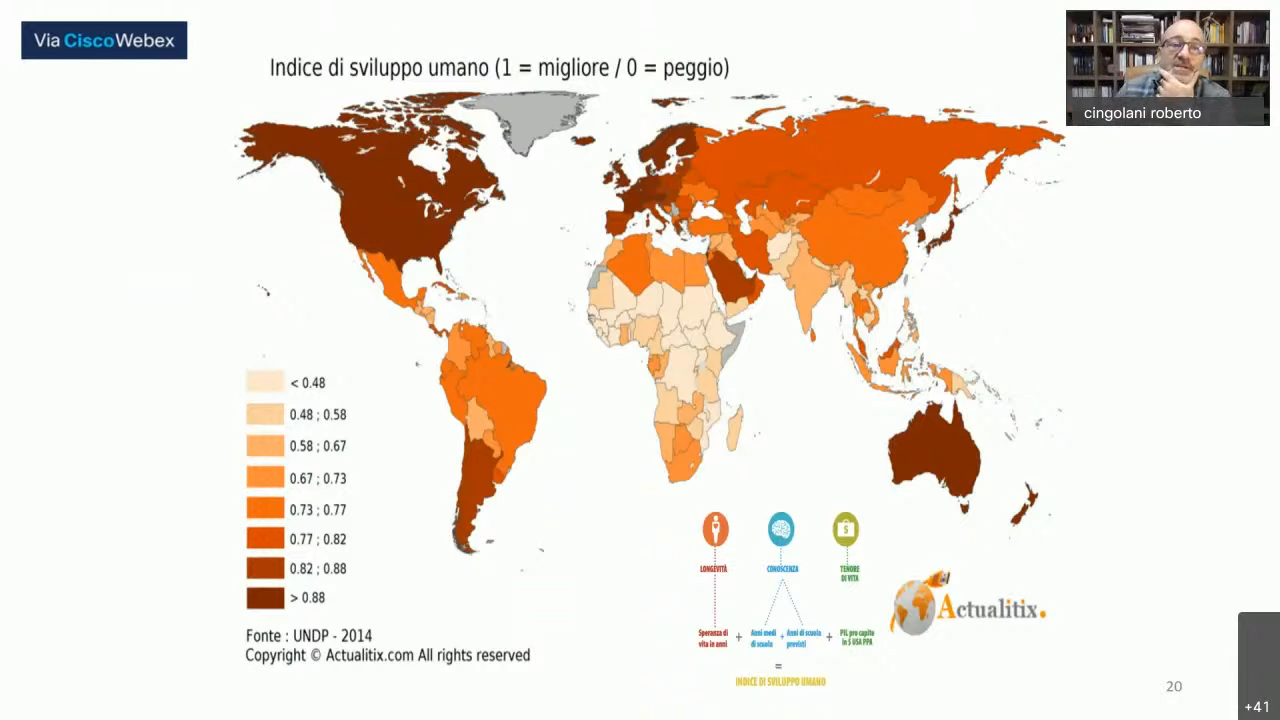 Via CiscoWebex
Indice di sviluppo umano (1 = migliore / 0 = peggio)
cingolani roberto
< 0.48
0.48 ; 0.58
0.58 ; 0.67
0.67 ; 0.73
0.73 ; 0.77
0.77 ; 0.82
0.82 ; 0.88
> 0.88
Fonte : UNDP - 2014
Copyright © Actualitix.com All rights reserved
$
LONGEVITÀ
CONOSCENZA
TENORE
DI VITA
Speranza di
vita in anni
+
Anni medi
di scuola
+
Anni di scuola
previsti
+
PIL pro capite
in $ USA PPA
=
INDICE DI SVILUPPO UMANO
Actualitix.
20
+41